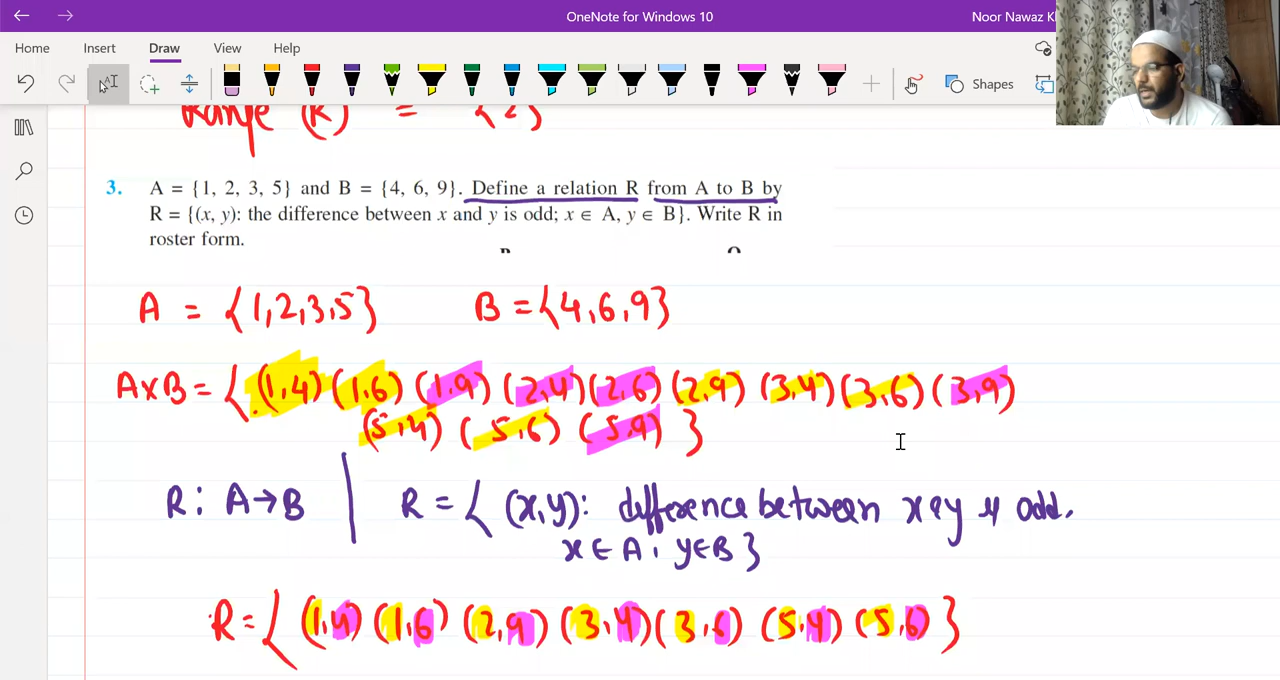 OneNote for Windows 10
Noor Nawaz Kh
Home Insert Draw View Help
Shapes
Range (R) = {2}
3. A = {1, 2, 3, 5} and B = {4, 6, 9}. Define a relation R from A to B by
R = {(x, y): the difference between x and y is odd; x ∈ A, y ∈ B}. Write R in
roster form.
A = {1,2,3,5} B = {4,6,9}
A×B = { (1,4) (1,6) (1,9) (2,4) (2,6) (2,9) (3,4) (3,6) (3,9)
(5,4) (5,6) (5,9) }
R : A→B | R = { (x,y): difference between x & y is odd.
x ∈ A , y ∈ B }
R = { (1,4) (1,6) (2,9) (3,4) (3,6) (5,4) (5,6) }